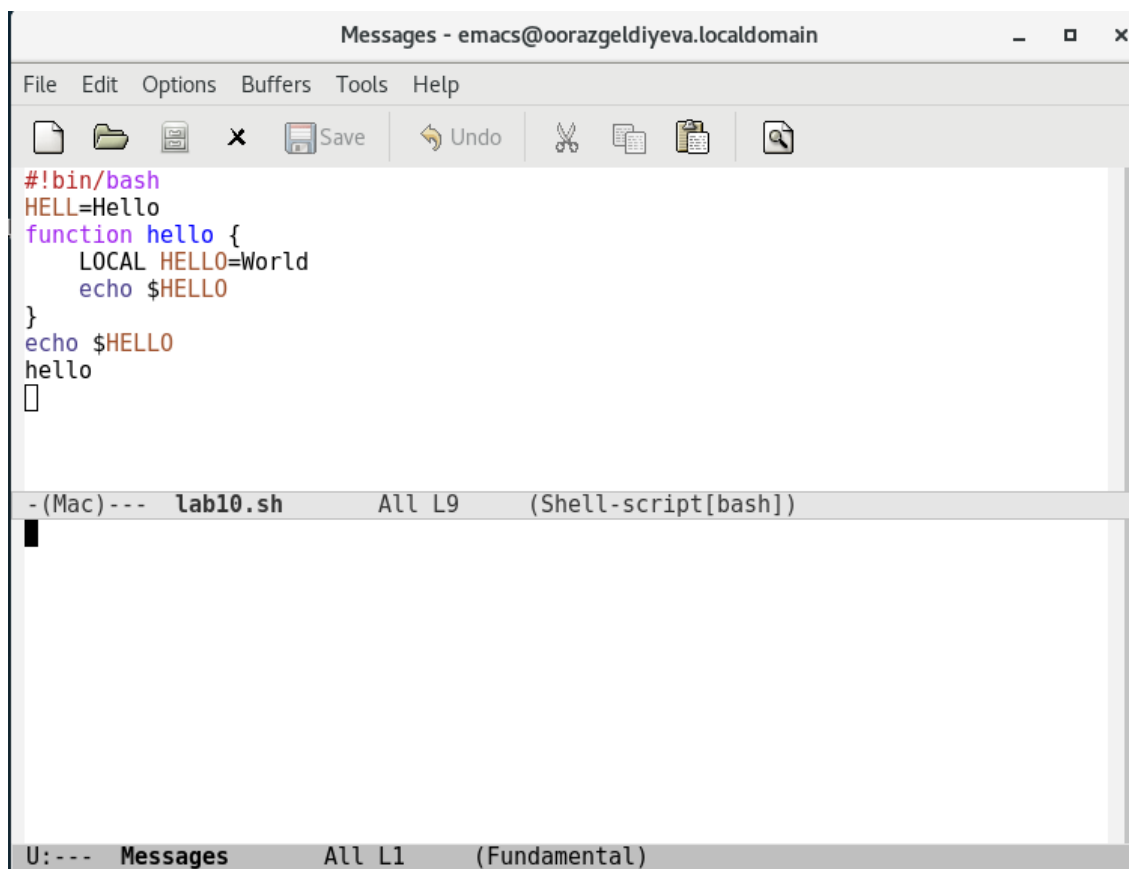 Messages - emacs@oorazgeldiyeva.localdomain
File Edit Options Buffers Tools Help
Save Undo
#!bin/bash
HELL=Hello
function hello {
    LOCAL HELLO=World
    echo $HELLO
}
echo $HELLO
hello
-(Mac)--- lab10.sh All L9 (Shell-script[bash])
U:--- Messages All L1 (Fundamental)